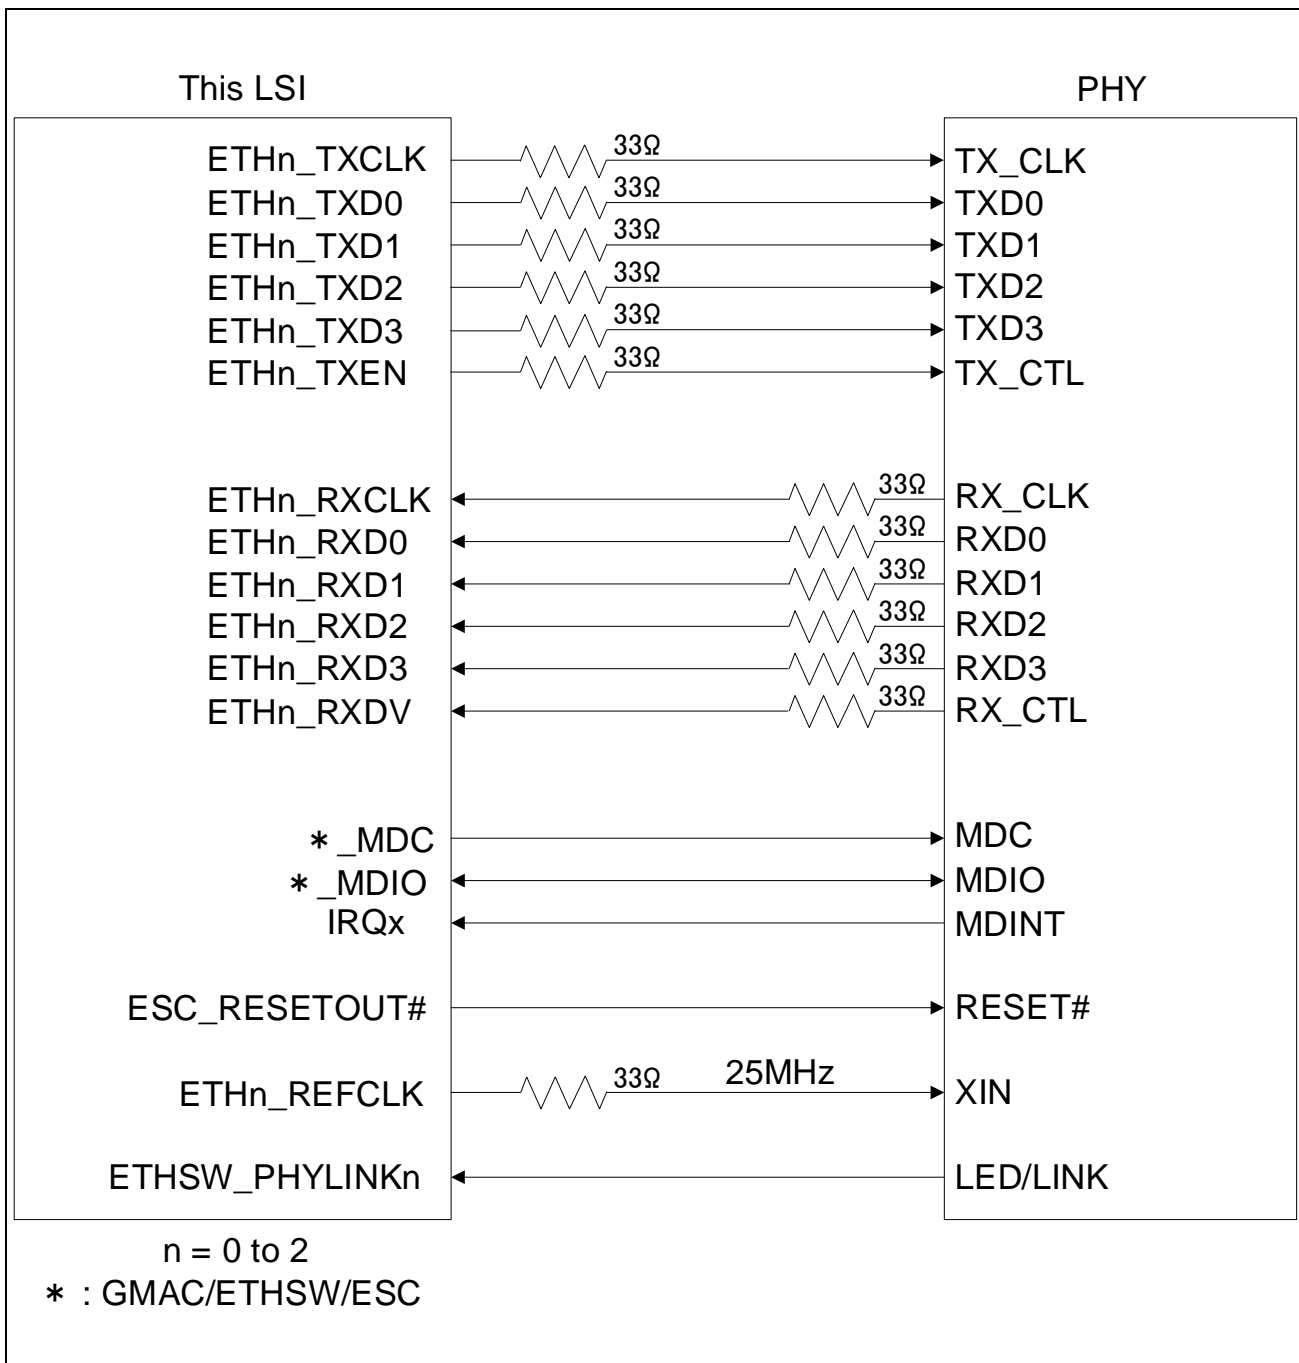 This LSI PHY
ETHn_TXCLK 33Ω TX_CLK
ETHn_TXD0 33Ω TXD0
ETHn_TXD1 33Ω TXD1
ETHn_TXD2 33Ω TXD2
ETHn_TXD3 33Ω TXD3
ETHn_TXEN 33Ω TX_CTL
ETHn_RXCLK 33Ω RX_CLK
ETHn_RXD0 33Ω RXD0
ETHn_RXD1 33Ω RXD1
ETHn_RXD2 33Ω RXD2
ETHn_RXD3 33Ω RXD3
ETHn_RXDV 33Ω RX_CTL
*_MDC MDC
*_MDIO MDIO
IRQx MDINT
ESC_RESETOUT# RESET#
ETHn_REFCLK 33Ω 25MHz XIN
ETHSW_PHYLINKn LED/LINK
n = 0 to 2
* : GMAC/ETHSW/ESC